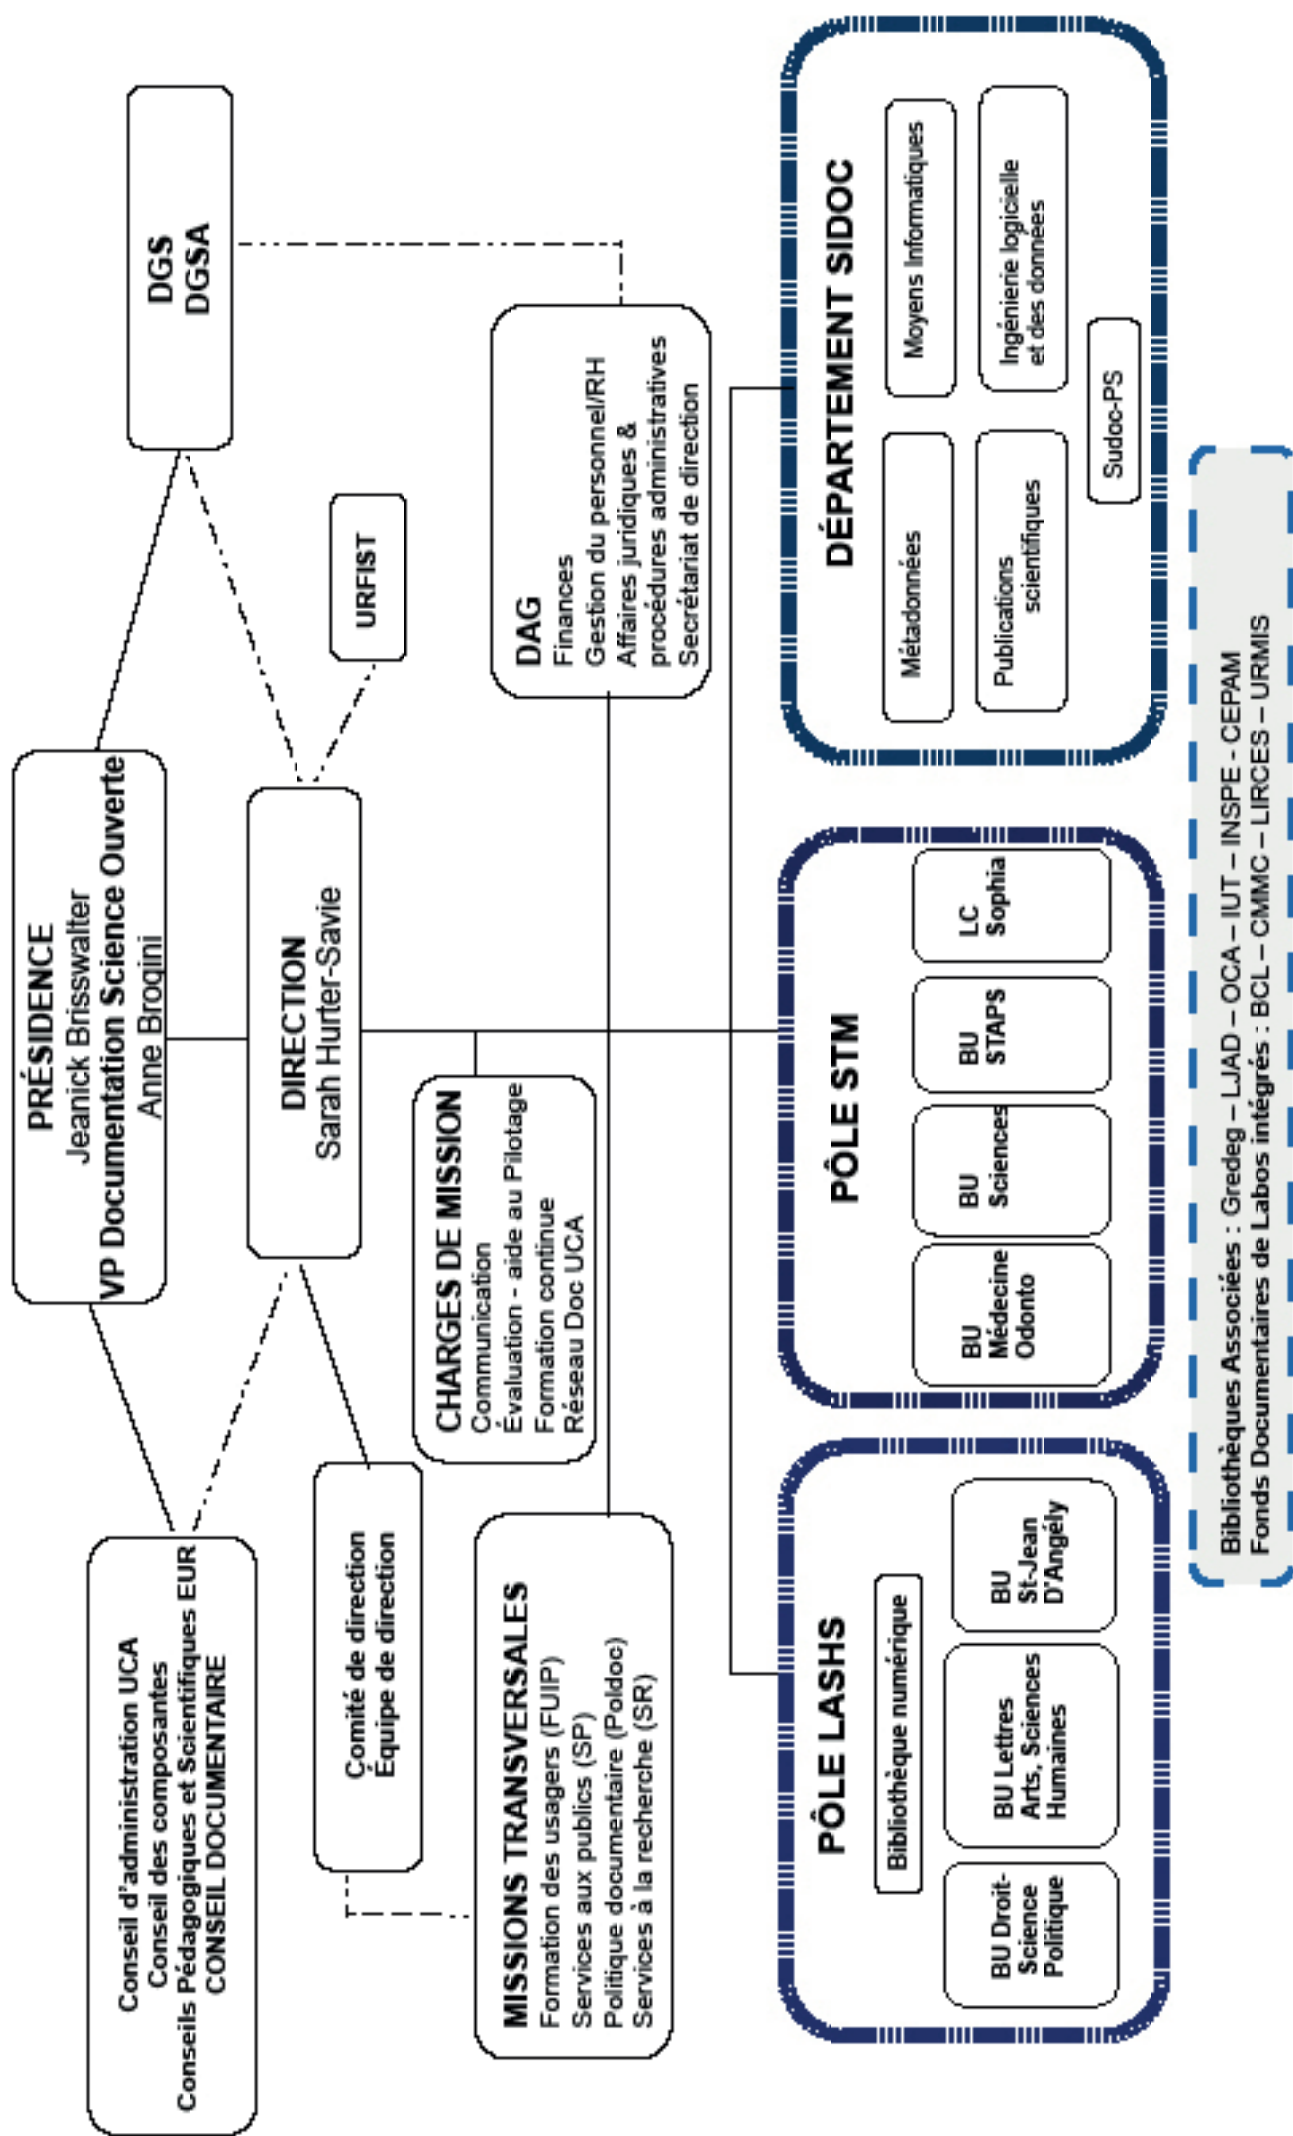 PRÉSIDENCE
Jeanick Brisswalter
VP Documentation Science Ouverte
Anne Brogini
Conseil d'administration UCA
Conseil des composantes
Conseils Pédagogiques et Scientifiques EUR
CONSEIL DOCUMENTAIRE
DGS
DGSA
DIRECTION
Sarah Hurter-Savie
URFIST
Comité de direction
Équipe de direction
CHARGES DE MISSION
Communication
Évaluation - aide au Pilotage
Formation continue
Réseau Doc UCA
MISSIONS TRANSVERSALES
Formation des usagers (FUIP)
Services aux publics (SP)
Politique documentaire (Poldoc)
Services à la recherche (SR)
DAG
Finances
Gestion du personnel/RH
Affaires juridiques &
procédures administratives
Secrétariat de direction
PÔLE LASHS
Bibliothèque numérique
BU Droit-
Science
Politique
BU Lettres
Arts, Sciences
Humaines
BU
St-Jean
D'Angély
PÔLE STM
BU
Médecine
Odonto
BU
Sciences
BU
STAPS
LC
Sophia
DÉPARTEMENT SIDOC
Métadonnées
Moyens Informatiques
Publications
scientifiques
Ingénierie logicielle
et des données
Sudoc-PS
Bibliothèques Associées : Gredeg – LJAD – OCA – IUT – INSPE - CEPAM
Fonds Documentaires de Labos intégrés : BCL – CMMC – LIRCES – URMIS